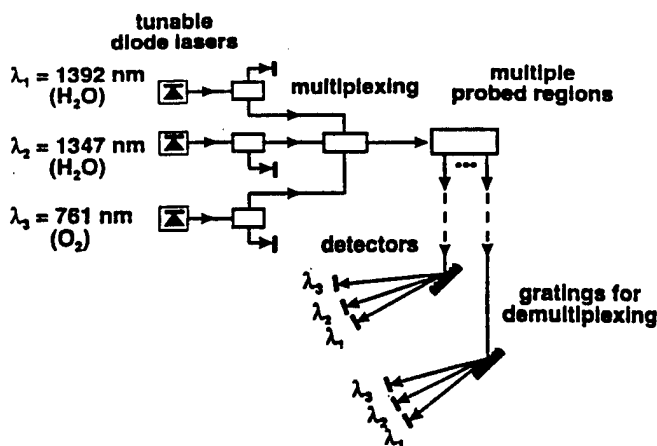 tunable
diode lasers
λ₁ = 1392 nm
(H₂O)
multiplexing
multiple
probed regions
λ₂ = 1347 nm
(H₂O)
...
λ₃ = 761 nm
(O₂)
detectors
λ₃
λ₂
λ₁
gratings for
demultiplexing
λ₃
λ₂
λ₁